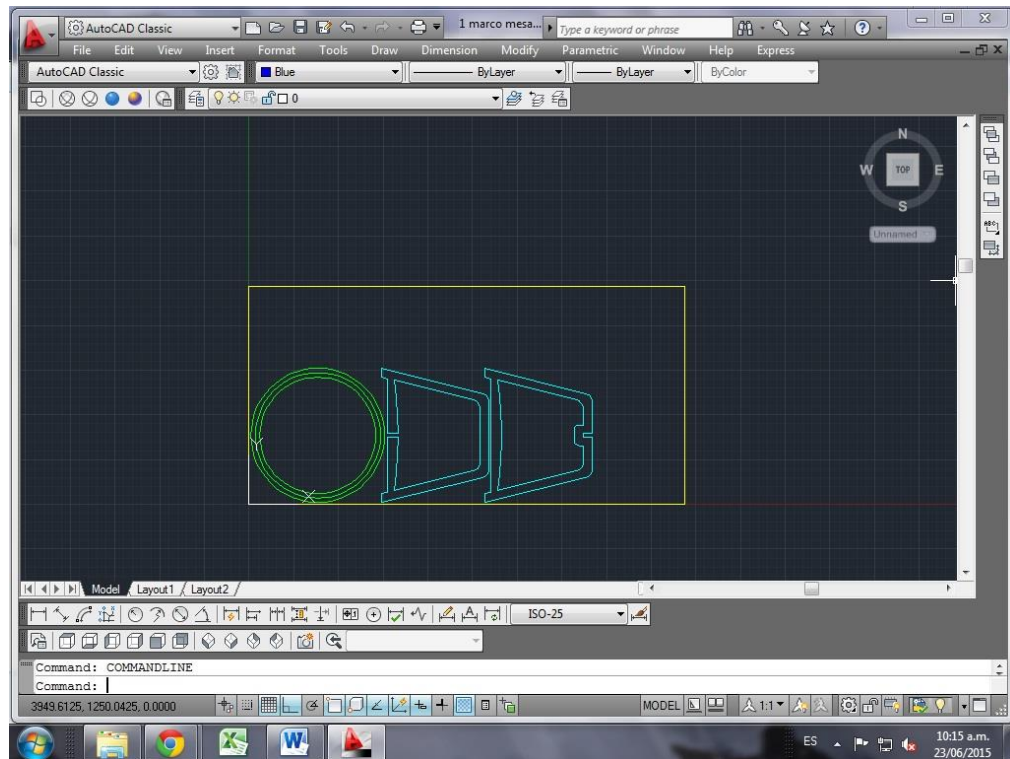 AutoCAD Classic
1 marco mesa...
Type a keyword or phrase
File Edit View Insert Format Tools Draw Dimension Modify Parametric Window Help Express
AutoCAD Classic Blue ByLayer ByLayer ByColor
0
N
W TOP E
S
Unnamed
ABC
Y
X
Model Layout1 Layout2
ISO-25
Command: COMMANDLINE
Command:
3949.6125, 1250.0425, 0.0000 MODEL 1:1
ES 10:15 a.m.
23/06/2015